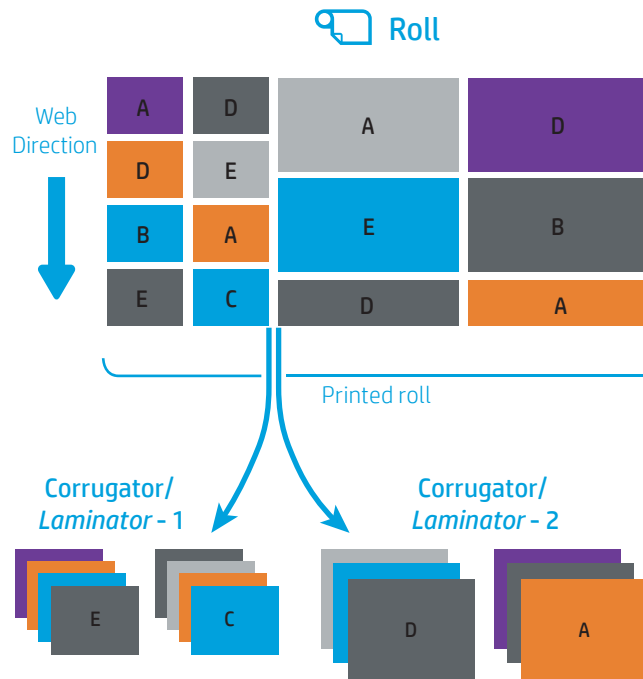 Roll
Web
Direction
A D A D
D E
E B
B A
E C D A
Printed roll
Corrugator/
Laminator - 1
Corrugator/
Laminator - 2
E C D A